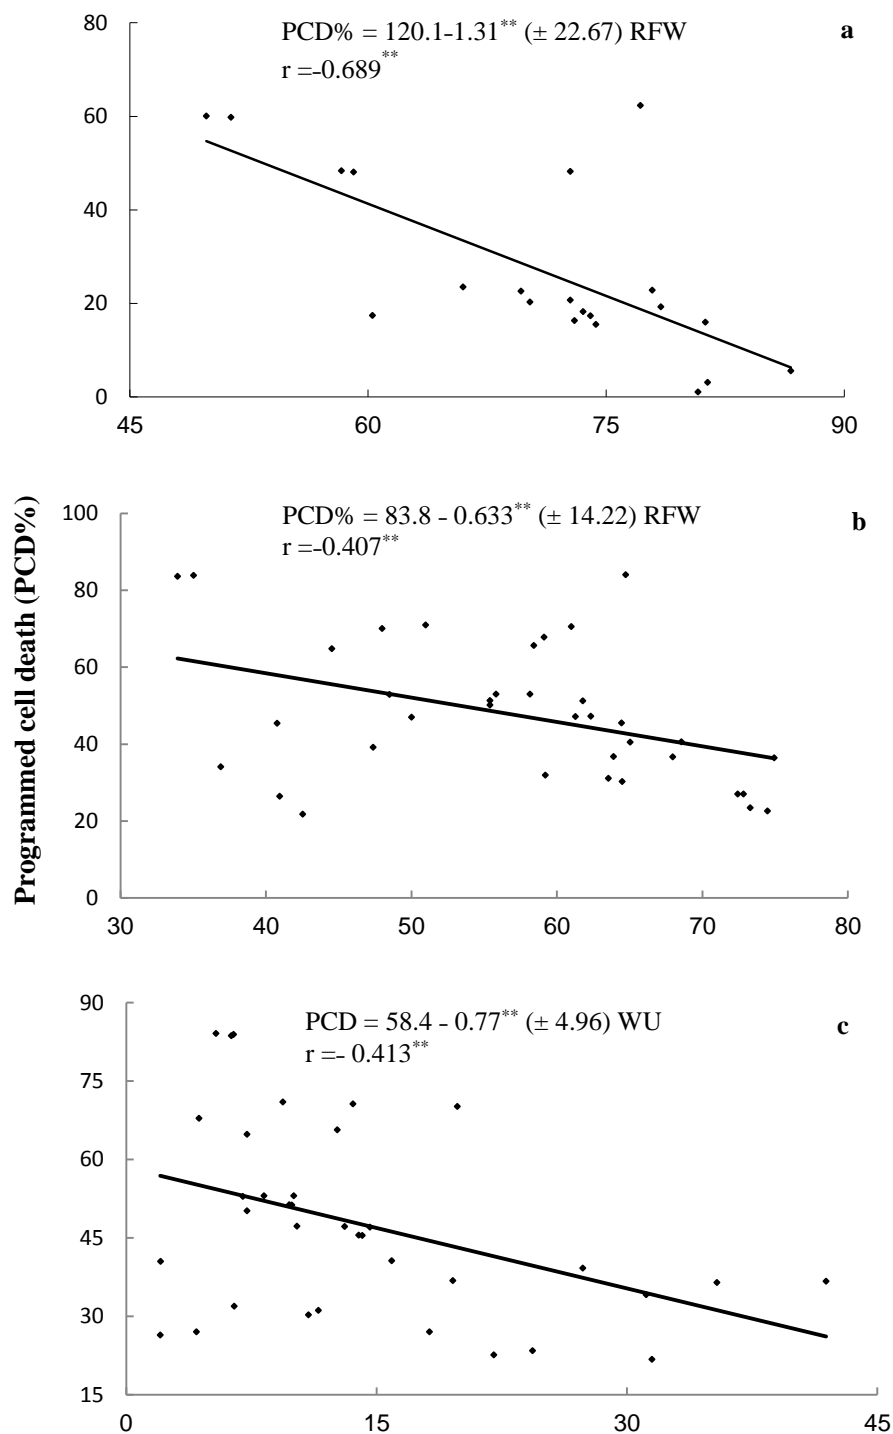 PCD% = 120.1-1.31** (± 22.67) RFW
r =-0.689**
a
80
60
40
20
0
45 60 75 90
Programmed cell death (PCD%)
PCD% = 83.8 - 0.633** (± 14.22) RFW
r =-0.407**
b
100
80
60
40
20
0
30 40 50 60 70 80
PCD = 58.4 - 0.77** (± 4.96) WU
r =- 0.413**
c
90
75
60
45
30
15
0 15 30 45